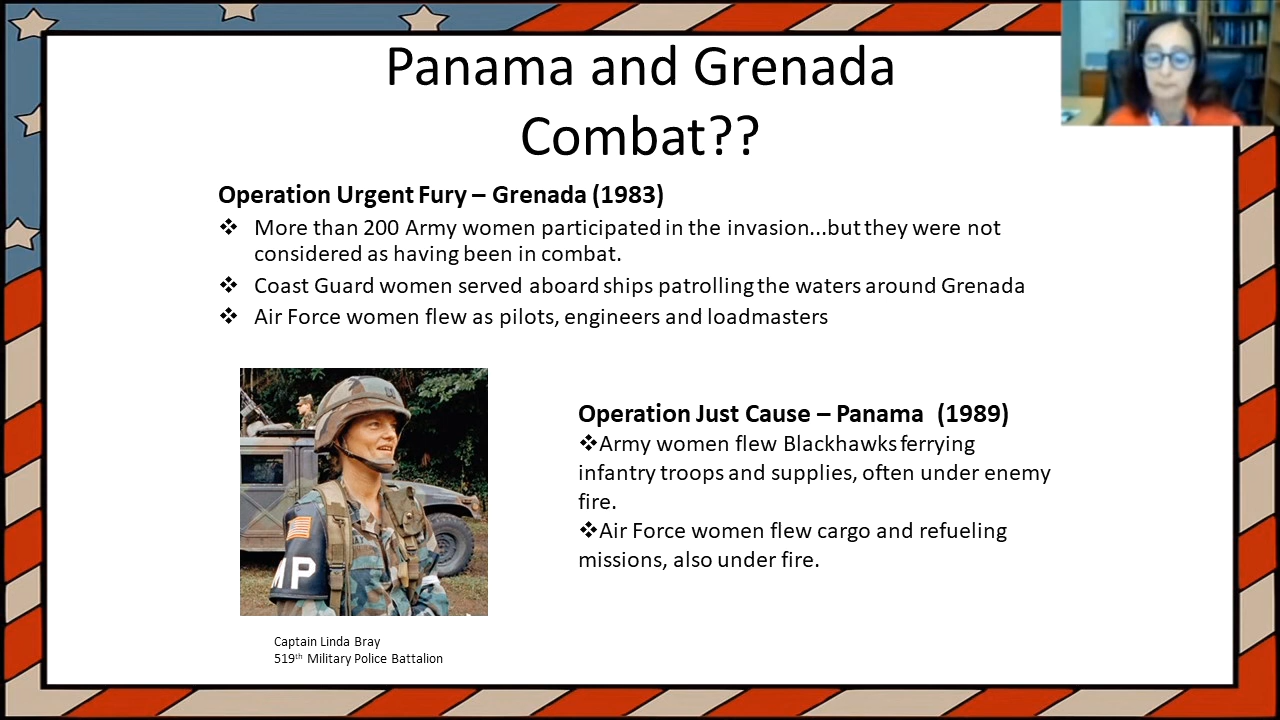 Panama and Grenada
Combat??
Operation Urgent Fury – Grenada (1983)
❖ More than 200 Army women participated in the invasion...but they were not
considered as having been in combat.
❖ Coast Guard women served aboard ships patrolling the waters around Grenada
❖ Air Force women flew as pilots, engineers and loadmasters
Operation Just Cause – Panama (1989)
❖Army women flew Blackhawks ferrying
infantry troops and supplies, often under enemy
fire.
❖Air Force women flew cargo and refueling
missions, also under fire.
MP
Captain Linda Bray
519th Military Police Battalion